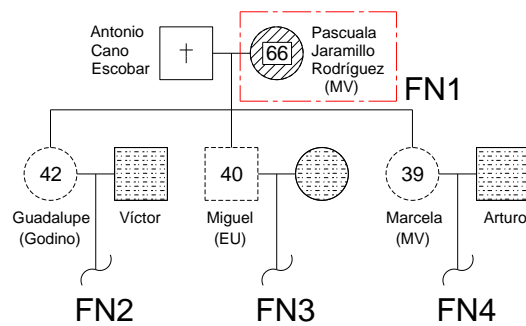 Antonio
Cano
Escobar
†
66
Pascuala
Jaramillo
Rodríguez
(MV)
FN1
42
40
39
Guadalupe
(Godino)
Víctor
Miguel
(EU)
Marcela
(MV)
Arturo
FN2
FN3
FN4